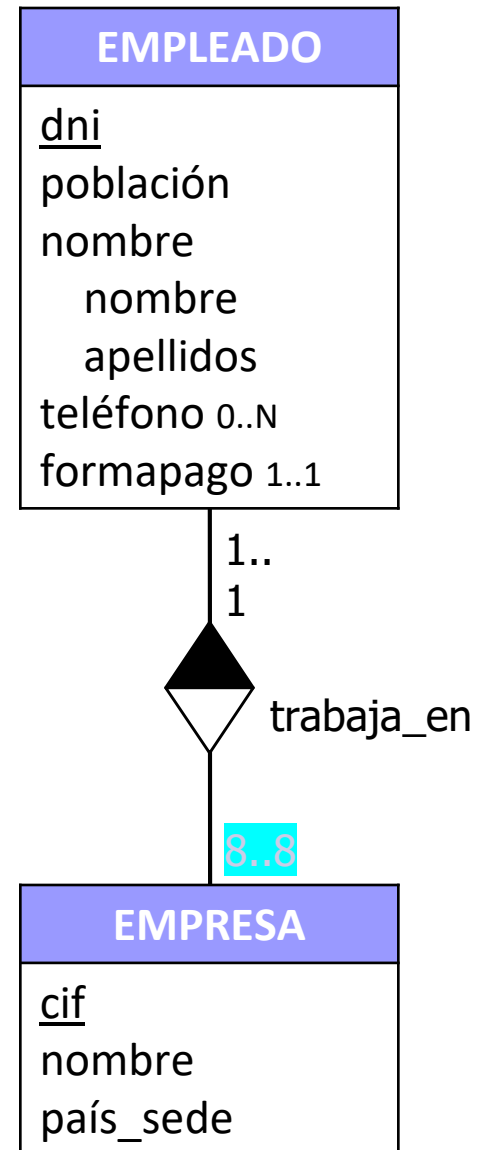 EMPLEADO
dni
población
nombre
nombre
apellidos
teléfono 0..N
formapago 1..1
1..
1
trabaja_en
8..8
EMPRESA
cif
nombre
país_sede